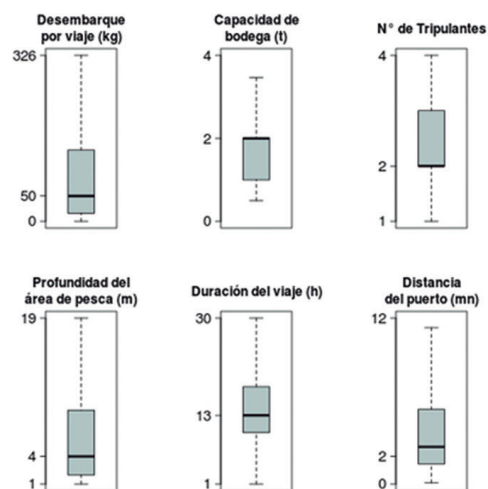 Desembarque
por viaje (kg)
326
50
0
Capacidad de
bodega (t)
4
2
0
N° de Tripulantes
4
2
1
Profundidad del
área de pesca (m)
19
4
1
Duración del viaje (h)
30
13
1
Distancia
del puerto (mn)
12
2
0